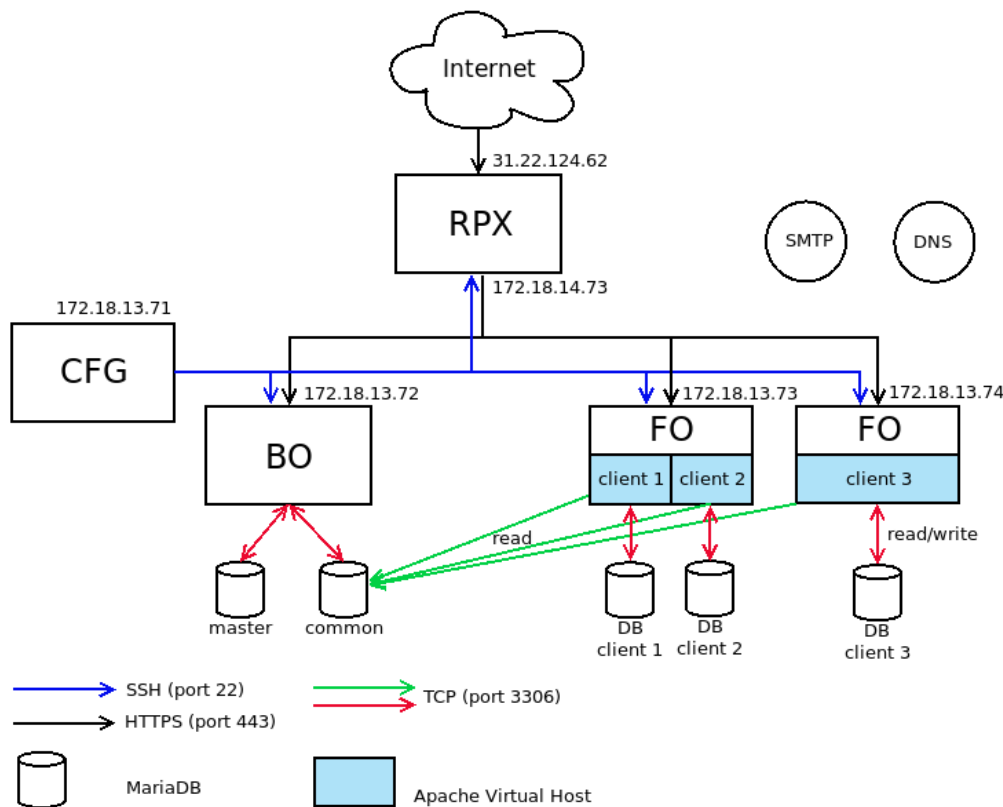 Internet
31.22.124.62
RPX
SMTP
DNS
172.18.14.73
172.18.13.71
CFG
172.18.13.72
172.18.13.73
172.18.13.74
BO
FO
FO
client 1
client 2
client 3
read
read/write
master
common
DB
client 1
DB
client 2
DB
client 3
SSH (port 22)
TCP (port 3306)
HTTPS (port 443)
MariaDB
Apache Virtual Host